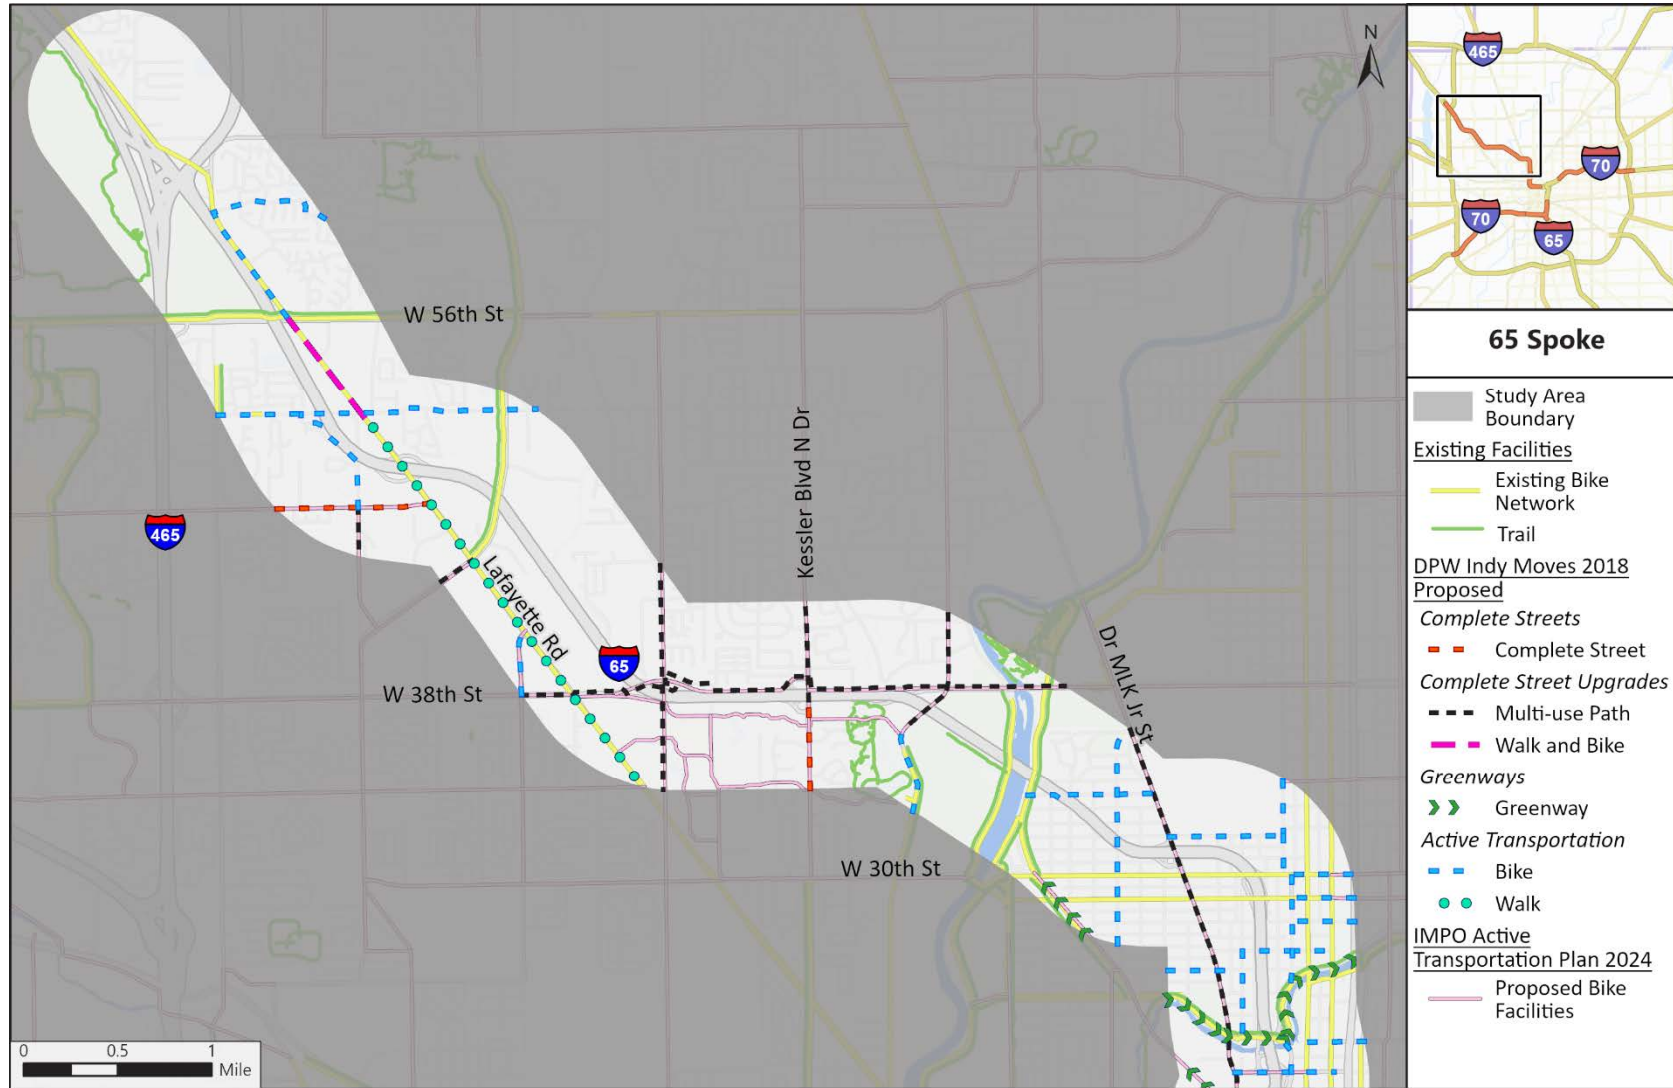 N
W 56th St
Kessler Blvd N Dr
465
Lafayette Rd
65
Dr MLK Jr St
W 38th St
W 30th St
0 0.5 1
Mile
465
70
70
65
65 Spoke
Study Area
Boundary
Existing Facilities
Existing Bike
Network
Trail
DPW Indy Moves 2018
Proposed
Complete Streets
Complete Street
Complete Street Upgrades
Multi-use Path
Walk and Bike
Greenways
Greenway
Active Transportation
Bike
Walk
IMPO Active
Transportation Plan 2024
Proposed Bike
Facilities